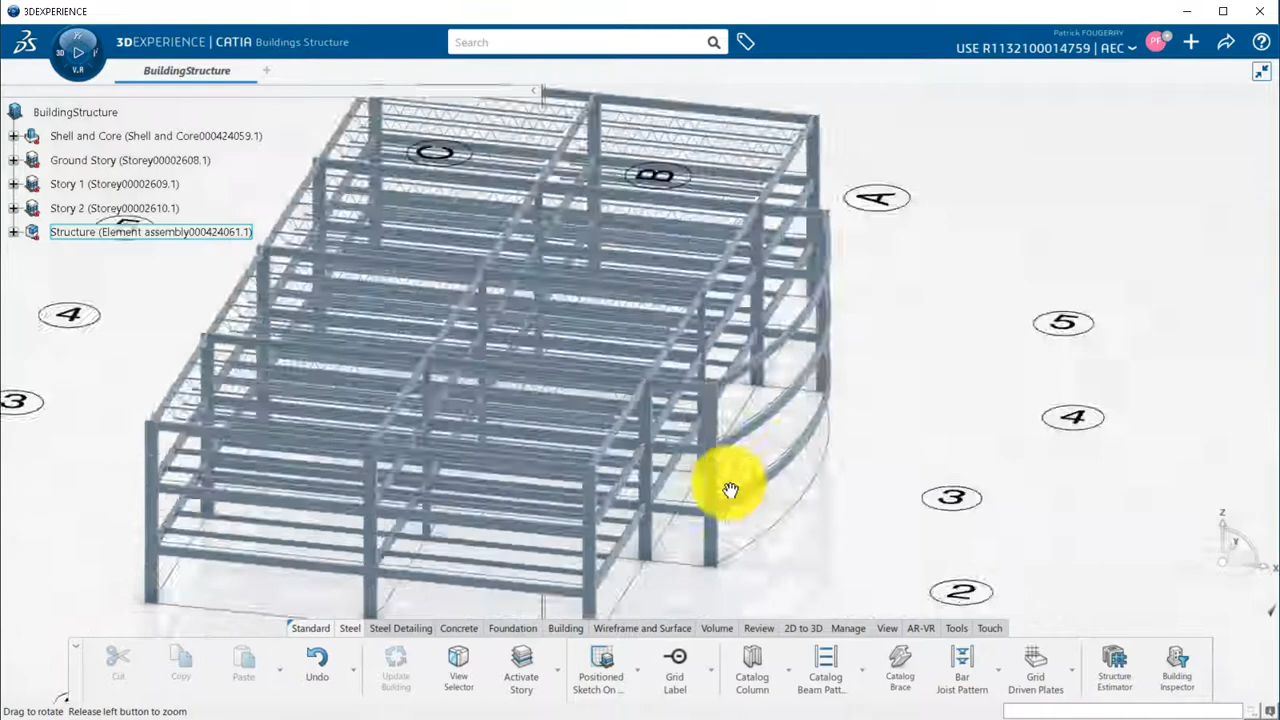 3DEXPERIENCE
3DEXPERIENCE | CATIA Buildings Structure
Search
Patrick FOUGERAY
USE R1132100014759 | AEC
PF
3D
V.R
BuildingStructure
+
BuildingStructure
Shell and Core (Shell and Core000424059.1)
Ground Story (Storey00002608.1)
Story 1 (Storey00002609.1)
Story 2 (Storey00002610.1)
Structure (Element assembly000424061.1)
C
B
A
4
5
3
4
3
2
Z
Y
X
Standard Steel Steel Detailing Concrete Foundation Building Wireframe and Surface Volume Review 2D to 3D Manage View AR-VR Tools Touch
Cut
Copy
Paste
Undo
Update Building
View Selector
Activate Story
Positioned Sketch On ...
Grid Label
Catalog Column
Catalog Beam Patt...
Catalog Brace
Bar Joist Pattern
Grid Driven Plates
Structure Estimator
Building Inspector
Drag to rotate Release left button to zoom